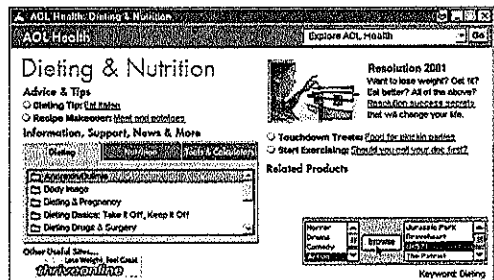 AOL Health: Dieting & Nutrition
AOL Health
Explore AOL Health
Go
Dieting & Nutrition
Advice & Tips
Dieting Tip: Eat Italian
Recipe Makeover: Meat and potatoes
Information, Support, News & More
Dieting
Nutrition
Tools & Calculators
Body Image
Dieting & Pregnancy
Dieting Basics: Take it Off, Keep it Off
Dieting Drugs & Surgery
Other Useful Sites...
Lose Weight, Feel Great
thriveonline
Resolution 2001
Want to lose weight? Get fit?
Eat better? All of the above?
Resolution success secrets
that will change your life.
Touchdown Treats: Food for pigskin parties
Start Exercising: Should you call your doc first?
Related Products
Horror
Drama
Comedy
Action
browse
Jurassic Park
Braveheart
The Patriot
Keyword: Dieting